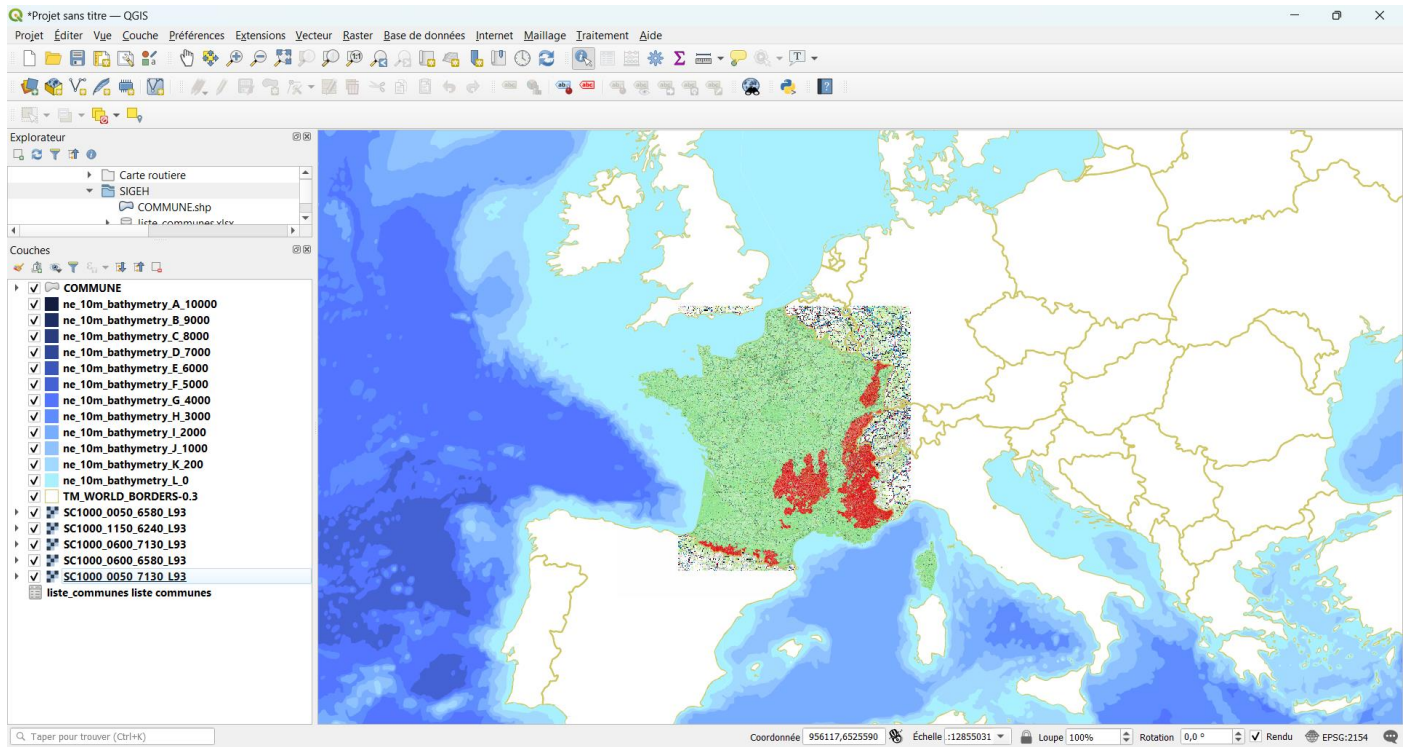 *Projet sans titre — QGIS
Projet Éditer Vue Couche Préférences Extensions Vecteur Raster Base de données Internet Maillage Traitement Aide
Explorateur
Carte routiere
SIGEH
COMMUNE.shp
liste_communes.xlsx
Couches
COMMUNE
ne_10m_bathymetry_A_10000
ne_10m_bathymetry_B_9000
ne_10m_bathymetry_C_8000
ne_10m_bathymetry_D_7000
ne_10m_bathymetry_E_6000
ne_10m_bathymetry_F_5000
ne_10m_bathymetry_G_4000
ne_10m_bathymetry_H_3000
ne_10m_bathymetry_I_2000
ne_10m_bathymetry_J_1000
ne_10m_bathymetry_K_200
ne_10m_bathymetry_L_0
TM_WORLD_BORDERS-0.3
SC1000_0050_6580_L93
SC1000_1150_6240_L93
SC1000_0600_7130_L93
SC1000_0600_6580_L93
SC1000_0050_7130_L93
liste_communes liste communes
Taper pour trouver (Ctrl+K) Coordonnée 956117,6525590 Échelle :12855031 Loupe 100% Rotation 0,0 ° Rendu EPSG:2154